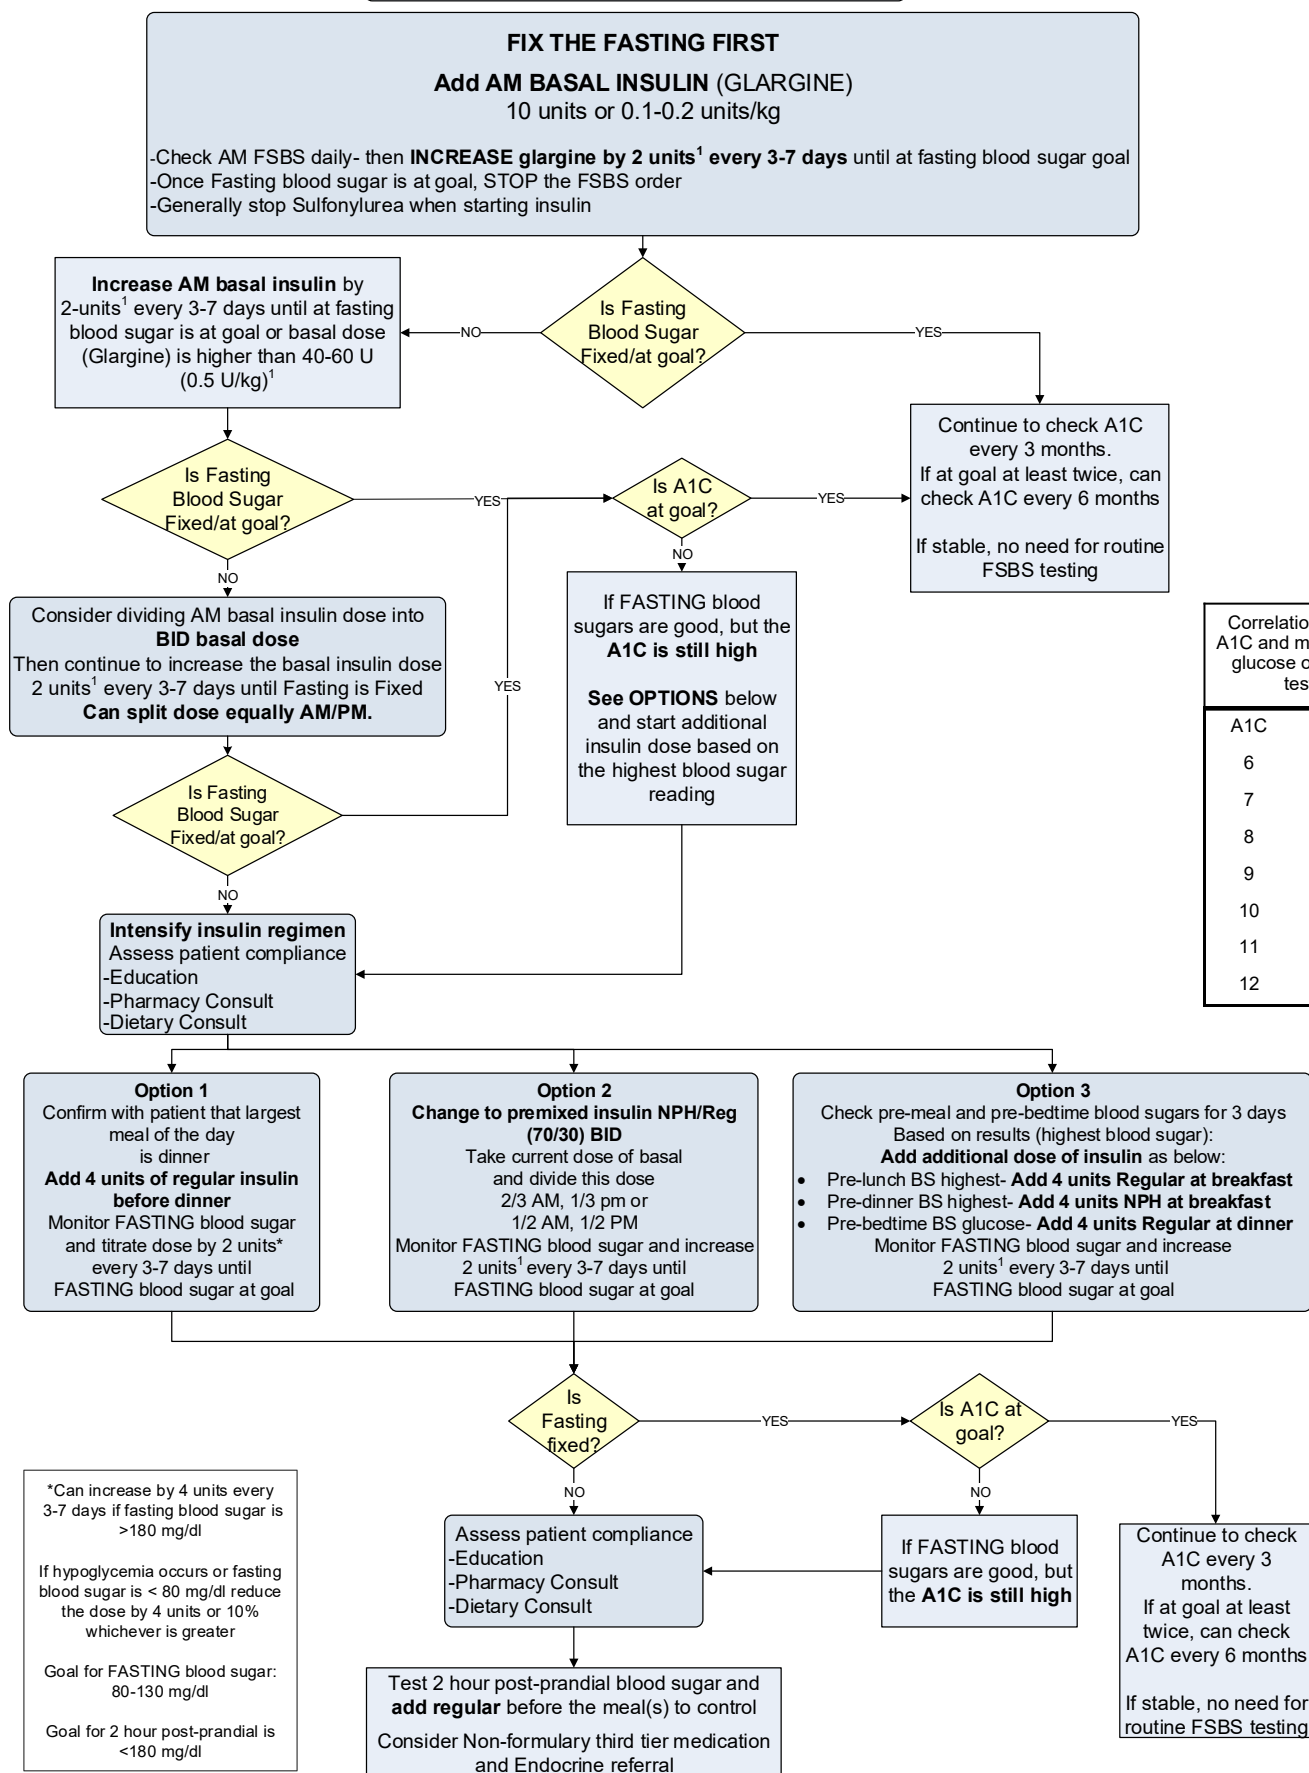 FIX THE FASTING FIRST
Add AM BASAL INSULIN (GLARGINE)
10 units or 0.1-0.2 units/kg
-Check AM FSBS daily- then INCREASE glargine by 2 units¹ every 3-7 days until at fasting blood sugar goal
-Once Fasting blood sugar is at goal, STOP the FSBS order
-Generally stop Sulfonylurea when starting insulin
Increase AM basal insulin by
2-units¹ every 3-7 days until at fasting
blood sugar is at goal or basal dose
(Glargine) is higher than 40-60 U
(0.5 U/kg)¹
NO
Is Fasting
Blood Sugar
Fixed/at goal?
YES
Continue to check A1C
every 3 months.
If at goal at least twice, can
check A1C every 6 months
If stable, no need for routine
FSBS testing
Is Fasting
Blood Sugar
Fixed/at goal?
YES
Is A1C
at goal?
YES
NO
NO
Consider dividing AM basal insulin dose into
BID basal dose
Then continue to increase the basal insulin dose
2 units¹ every 3-7 days until Fasting is Fixed
Can split dose equally AM/PM.
YES
If FASTING blood
sugars are good, but the
A1C is still high
See OPTIONS below
and start additional
insulin dose based on
the highest blood sugar
reading
Correlatio
A1C and m
glucose o
tes
A1C
6
7
8
9
10
11
12
Is Fasting
Blood Sugar
Fixed/at goal?
NO
Intensify insulin regimen
Assess patient compliance
-Education
-Pharmacy Consult
-Dietary Consult
Option 1
Confirm with patient that largest
meal of the day
is dinner
Add 4 units of regular insulin
before dinner
Monitor FASTING blood sugar
and titrate dose by 2 units*
every 3-7 days until
FASTING blood sugar at goal
Option 2
Change to premixed insulin NPH/Reg
(70/30) BID
Take current dose of basal
and divide this dose
2/3 AM, 1/3 pm or
1/2 AM, 1/2 PM
Monitor FASTING blood sugar and increase
2 units¹ every 3-7 days until
FASTING blood sugar at goal
Option 3
Check pre-meal and pre-bedtime blood sugars for 3 days
Based on results (highest blood sugar):
Add additional dose of insulin as below:
• Pre-lunch BS highest- Add 4 units Regular at breakfast
• Pre-dinner BS highest- Add 4 units NPH at breakfast
• Pre-bedtime BS glucose- Add 4 units Regular at dinner
Monitor FASTING blood sugar and increase
2 units¹ every 3-7 days until
FASTING blood sugar at goal
Is
Fasting
fixed?
YES
Is A1C at
goal?
YES
NO
NO
*Can increase by 4 units every
3-7 days if fasting blood sugar is
>180 mg/dl
If hypoglycemia occurs or fasting
blood sugar is < 80 mg/dl reduce
the dose by 4 units or 10%
whichever is greater
Goal for FASTING blood sugar:
80-130 mg/dl
Goal for 2 hour post-prandial is
<180 mg/dl
Assess patient compliance
-Education
-Pharmacy Consult
-Dietary Consult
If FASTING blood
sugars are good, but
the A1C is still high
Continue to check
A1C every 3
months.
If at goal at least
twice, can check
A1C every 6 months
If stable, no need for
routine FSBS testing
Test 2 hour post-prandial blood sugar and
add regular before the meal(s) to control
Consider Non-formulary third tier medication
and Endocrine referral